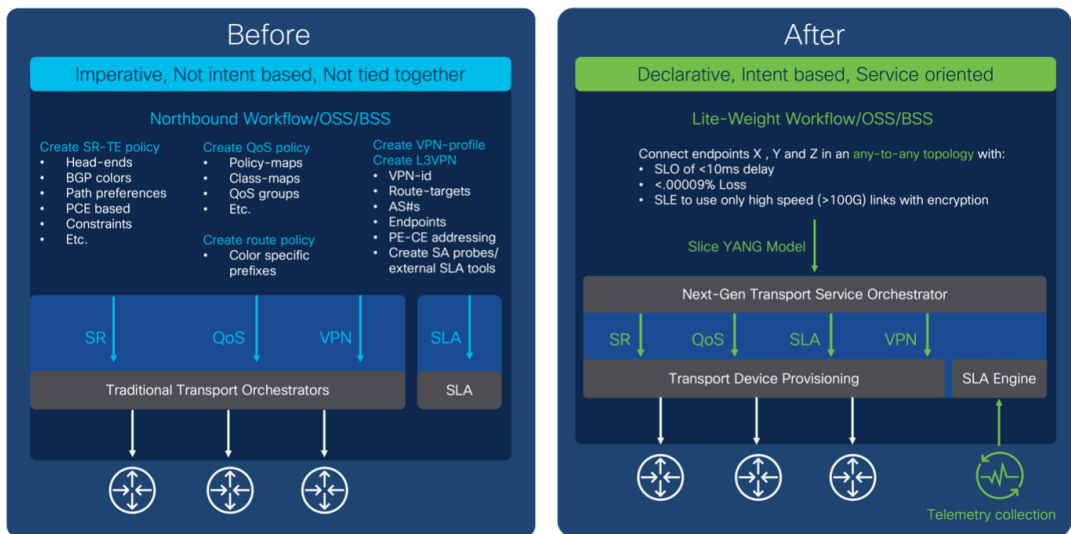 Before
Imperative, Not intent based, Not tied together
Northbound Workflow/OSS/BSS
Create SR-TE policy
• Head-ends
• BGP colors
• Path preferences
• PCE based
• Constraints
• Etc.
Create QoS policy
• Policy-maps
• Class-maps
• QoS groups
• Etc.
Create route policy
• Color specific
prefixes
Create VPN-profile
Create L3VPN
• VPN-id
• Route-targets
• AS#s
• Endpoints
• PE-CE addressing
• Create SA probes/
external SLA tools
SR
QoS
VPN
SLA
Traditional Transport Orchestrators
SLA
After
Declarative, Intent based, Service oriented
Lite-Weight Workflow/OSS/BSS
Connect endpoints X , Y and Z in an any-to-any topology with:
• SLO of <10ms delay
• <.00009% Loss
• SLE to use only high speed (>100G) links with encryption
Slice YANG Model
Next-Gen Transport Service Orchestrator
SR
QoS
SLA
VPN
Transport Device Provisioning
SLA Engine
Telemetry collection